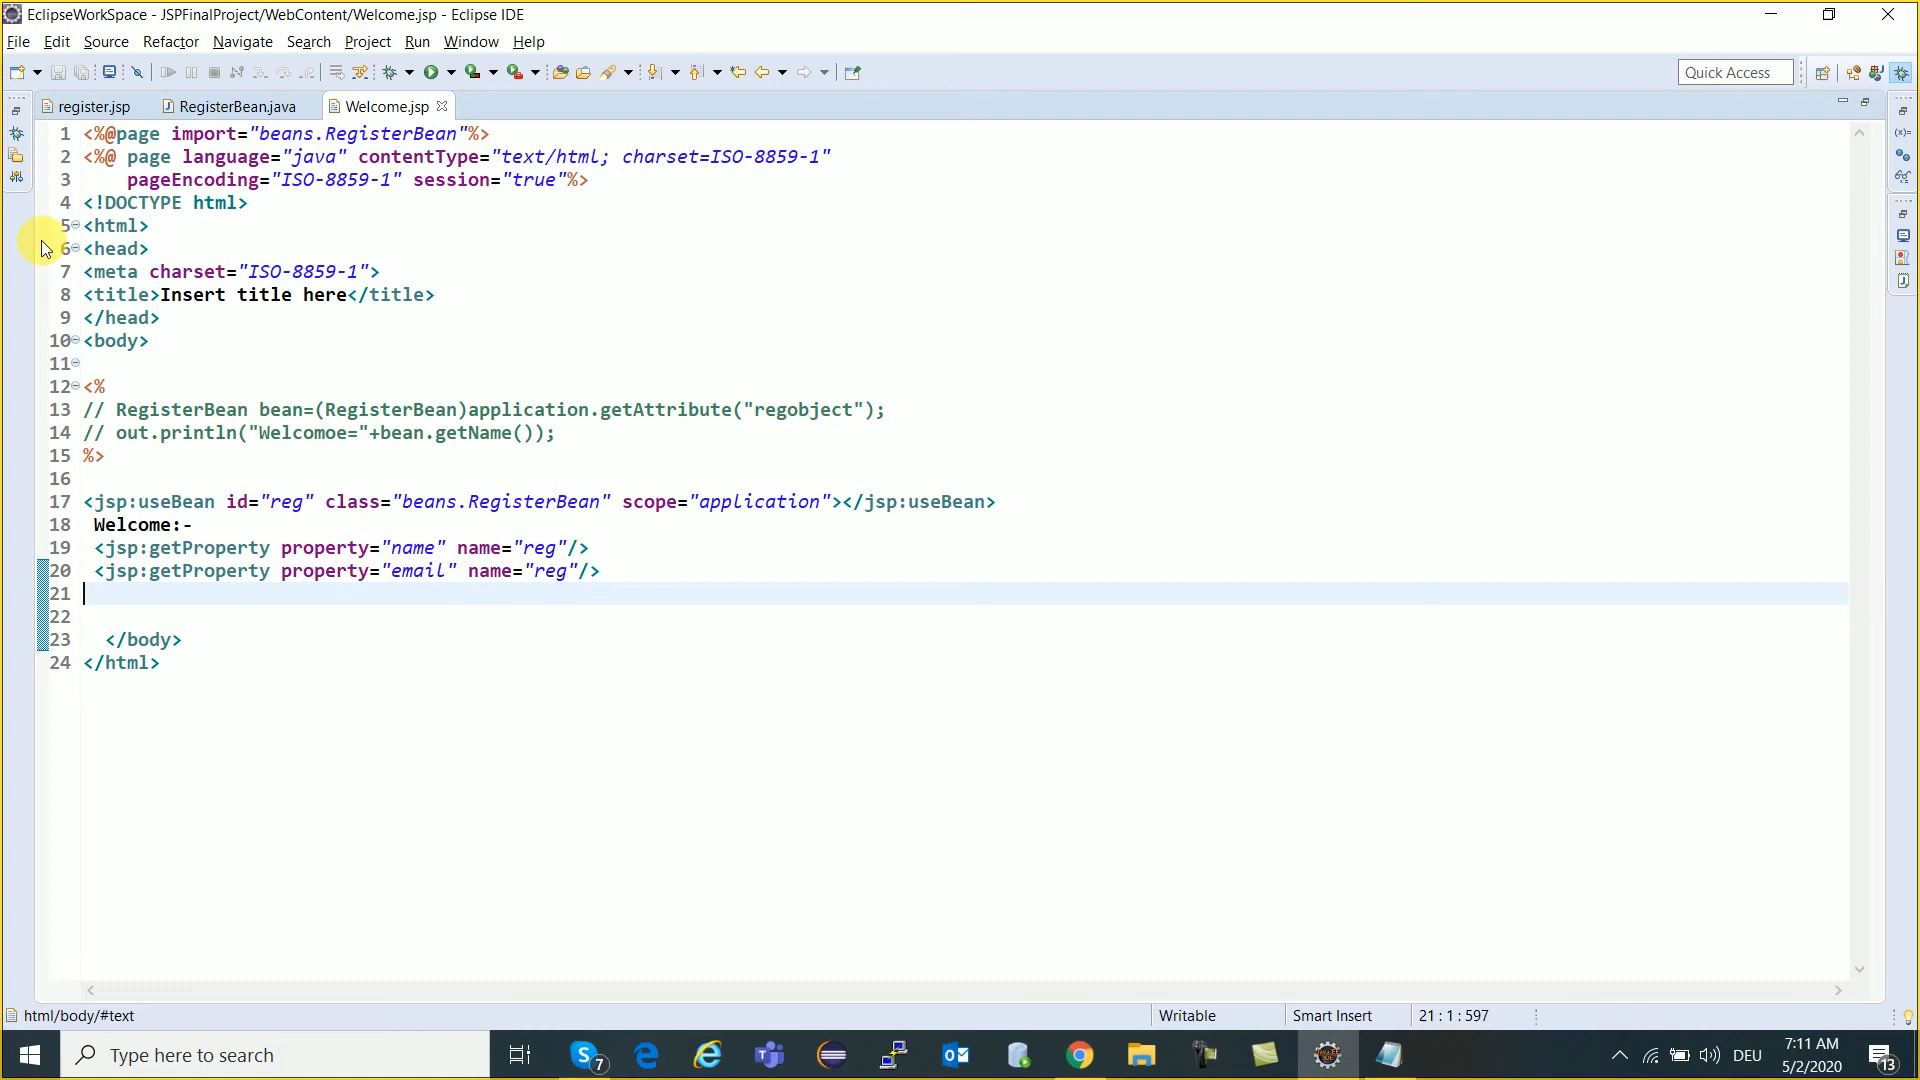 EclipseWorkSpace - JSPFinalProject/WebContent/Welcome.jsp - Eclipse IDE
File Edit Source Refactor Navigate Search Project Run Window Help
Quick Access
register.jsp RegisterBean.java Welcome.jsp
1 <%@page import="beans.RegisterBean"%>
2 <%@ page language="java" contentType="text/html; charset=ISO-8859-1"
3 pageEncoding="ISO-8859-1" session="true"%>
4 <!DOCTYPE html>
5 <html>
6 <head>
7 <meta charset="ISO-8859-1">
8 <title>Insert title here</title>
9 </head>
10 <body>
11
12 <%
13 // RegisterBean bean=(RegisterBean)application.getAttribute("regobject");
14 // out.println("Welcomoe="+bean.getName());
15 %>
16
17 <jsp:useBean id="reg" class="beans.RegisterBean" scope="application"></jsp:useBean>
18 Welcome:-
19 <jsp:getProperty property="name" name="reg"/>
20 <jsp:getProperty property="email" name="reg"/>
21
22
23 </body>
24 </html>
html/body/#text Writable Smart Insert 21 : 1 : 597
Type here to search 7 DEU 7:11 AM 13
5/2/2020